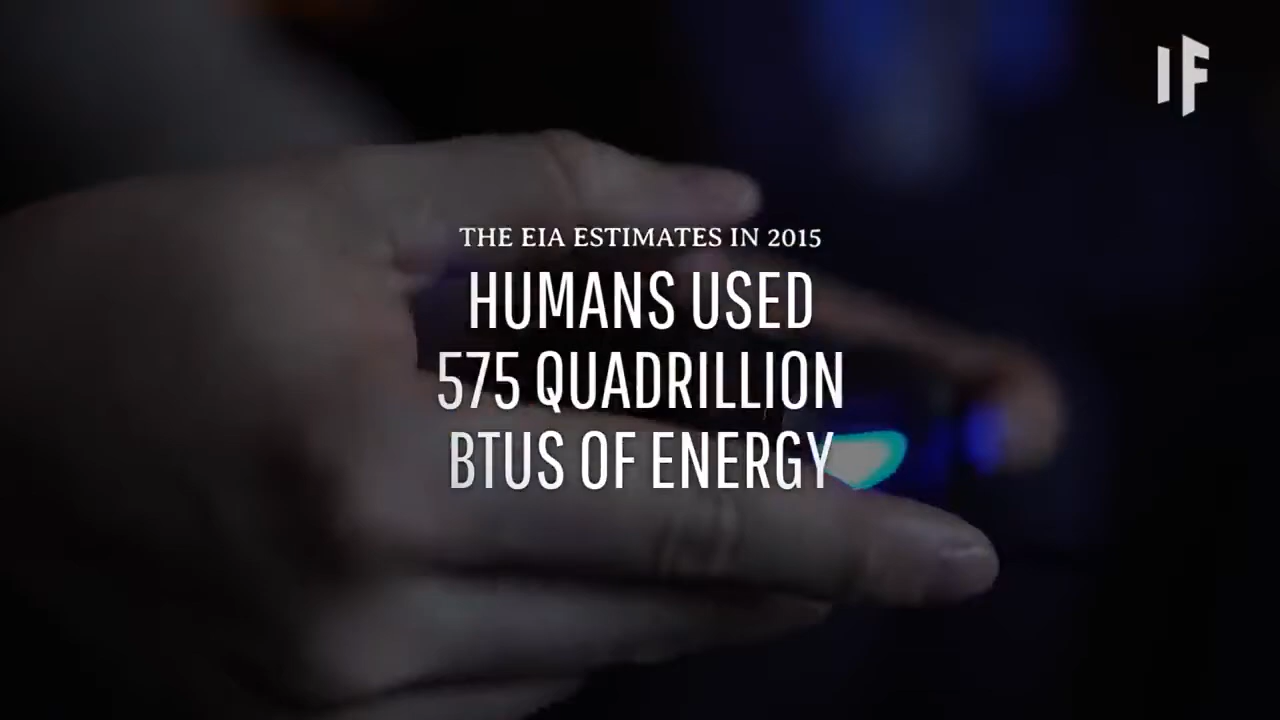 IF
THE EIA ESTIMATES IN 2015
HUMANS USED
575 QUADRILLION
BTUS OF ENERGY